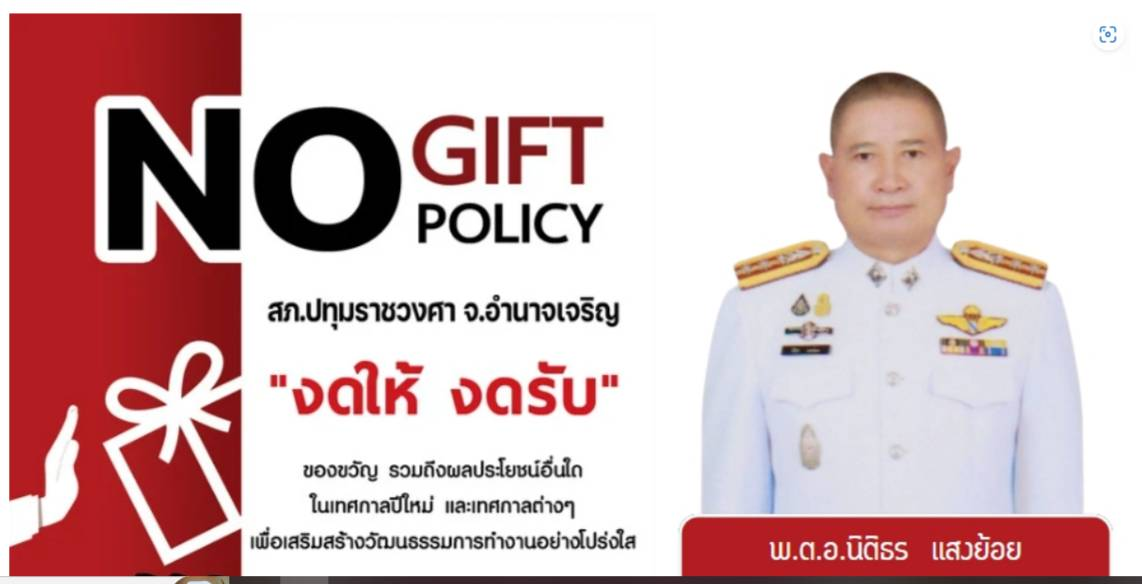 NO GIFT
POLICY
สภ.ปทุมราชวงศา จ.อำนาจเจริญ
"งดให้ งดรับ"
ของขวัญ รวมถึงผลประโยชน์อื่นใด
ในเทศกาลปีใหม่ และเทศกาลต่างๆ
เพื่อเสริมสร้างวัฒนธรรมการทำงานอย่างโปร่งใส
พ.ต.อ.นิติธร แสวย้อย